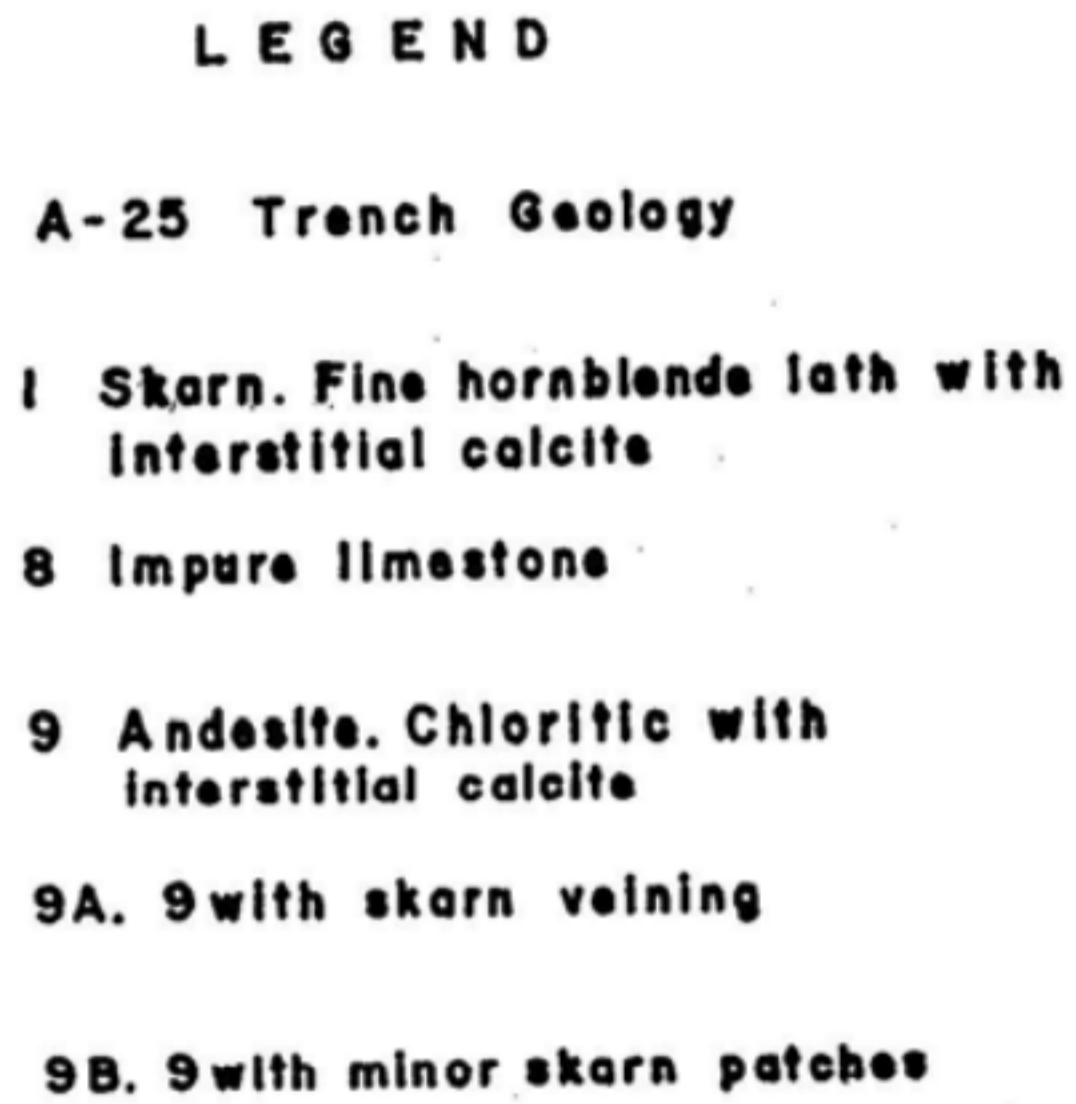 LEGEND
A-25 Trench Geology
1 Skarn. Fine hornblende lath with
interstitial calcite
8 Impure limestone
9 Andesite. Chloritic with
interstitial calcite
9A. 9 with skarn veining
9B. 9 with minor skarn patches